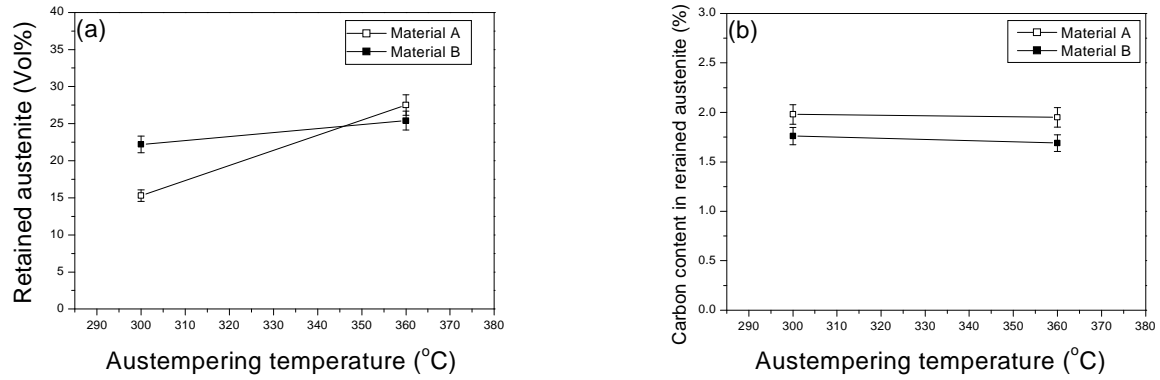 (a)
Material A
Material B
Retained austenite (Vol%)
40
35
30
25
20
15
10
5
0
290 300 310 320 330 340 350 360 370 380
Austempering temperature (°C)
(b)
Material A
Material B
Carbon content in rerained austenite (%)
3.0
2.5
2.0
1.5
1.0
0.5
0.0
290 300 310 320 330 340 350 360 370 380
Austempering temperature (°C)